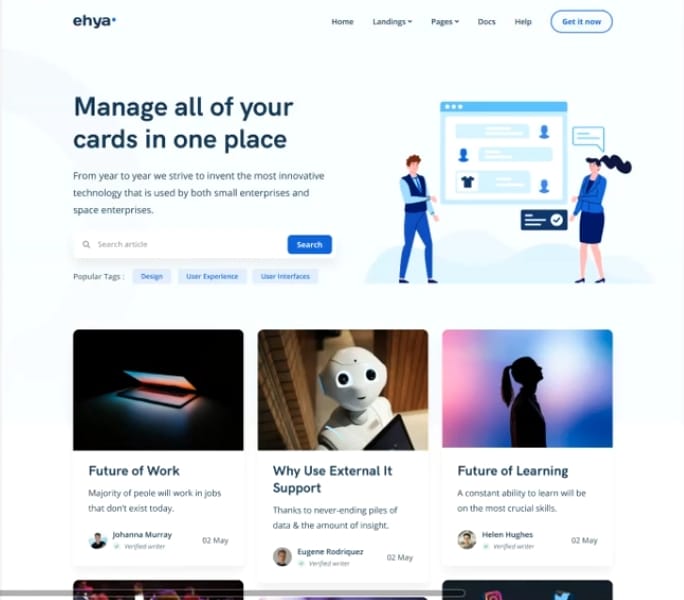 ehya
Home Landings Pages Docs Help Get it now
Manage all of your
cards in one place
From year to year we strive to invent the most innovative
technology that is used by both small enterprises and
space enterprises.
Search article Search
Popular Tags : Design User Experience User Interfaces
Future of Work
Majority of peole will work in jobs
that don't exist today.
Johanna Murray
Verified writer
02 May
Why Use External It
Support
Thanks to never-ending piles of
data & the amount of insight.
Eugene Rodriquez
Verified writer
02 May
Future of Learning
A constant ability to learn will be
on the most crucial skills.
Helen Hughes
Verified writer
02 May